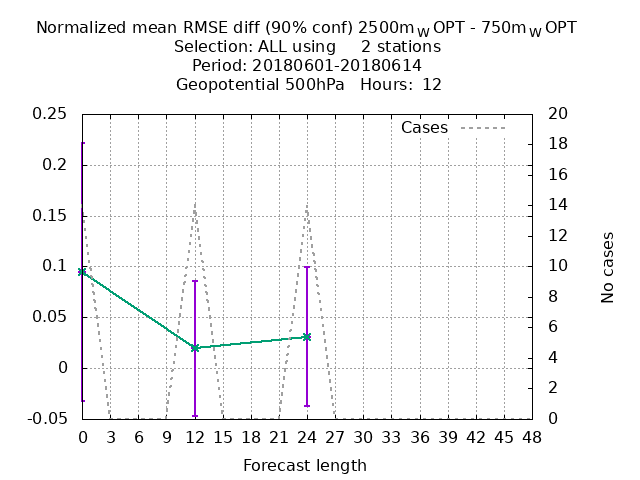 Normalized mean RMSE diff (90% conf) 2500m_W OPT - 750m_W OPT
Selection: ALL using     2 stations
Period: 20180601-20180614
Geopotential 500hPa   Hours:  12
Cases
0.25
0.2
0.15
0.1
0.05
0
-0.05
20
18
16
14
12
10
8
6
4
2
0
No cases
0 3 6 9 12 15 18 21 24 27 30 33 36 39 42 45 48
Forecast length